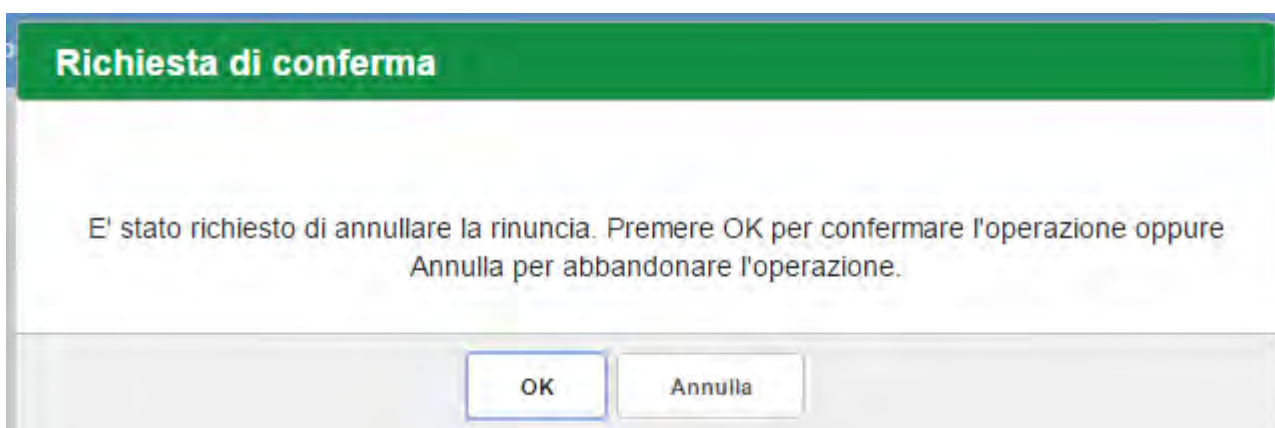 Richiesta di conferma
E' stato richiesto di annullare la rinuncia. Premere OK per confermare l'operazione oppure
Annulla per abbandonare l'operazione.
OK Annulla